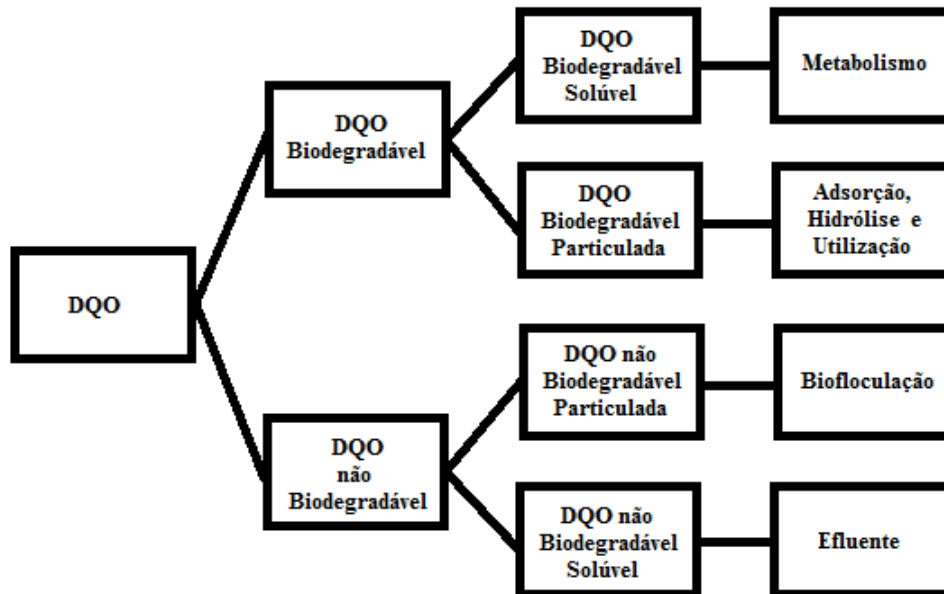 DQO
DQO
Biodegradável
DQO
não
Biodegradável
DQO
Biodegradável
Solúvel
DQO
Biodegradável
Particulada
DQO não
Biodegradável
Particulada
DQO não
Biodegradável
Solúvel
Metabolismo
Adsorção,
Hidrólise e
Utilização
Biofloculação
Efluente